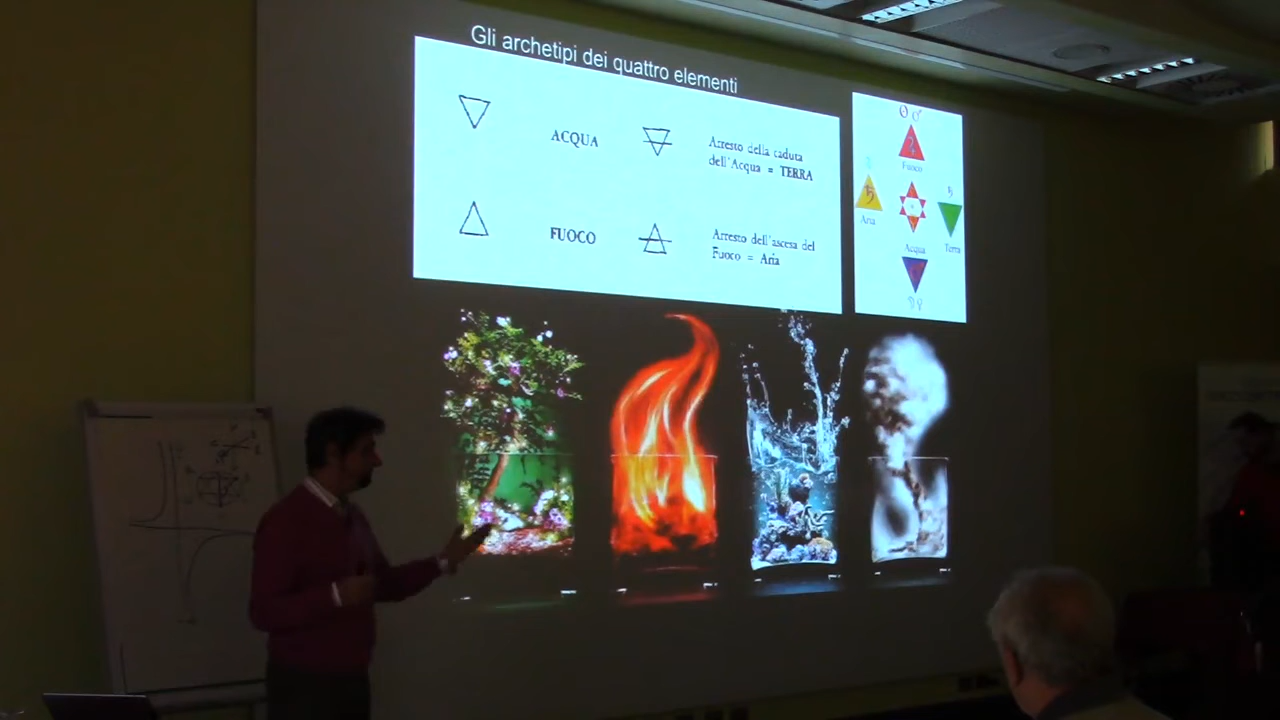 Gli archetipi dei quattro elementi
ACQUA
Arresto della caduta
dell'Acqua = TERRA
FUOCO
Arresto dell'ascesa del
Fuoco = Aria
Fuoco
Aria
Acqua
Terra